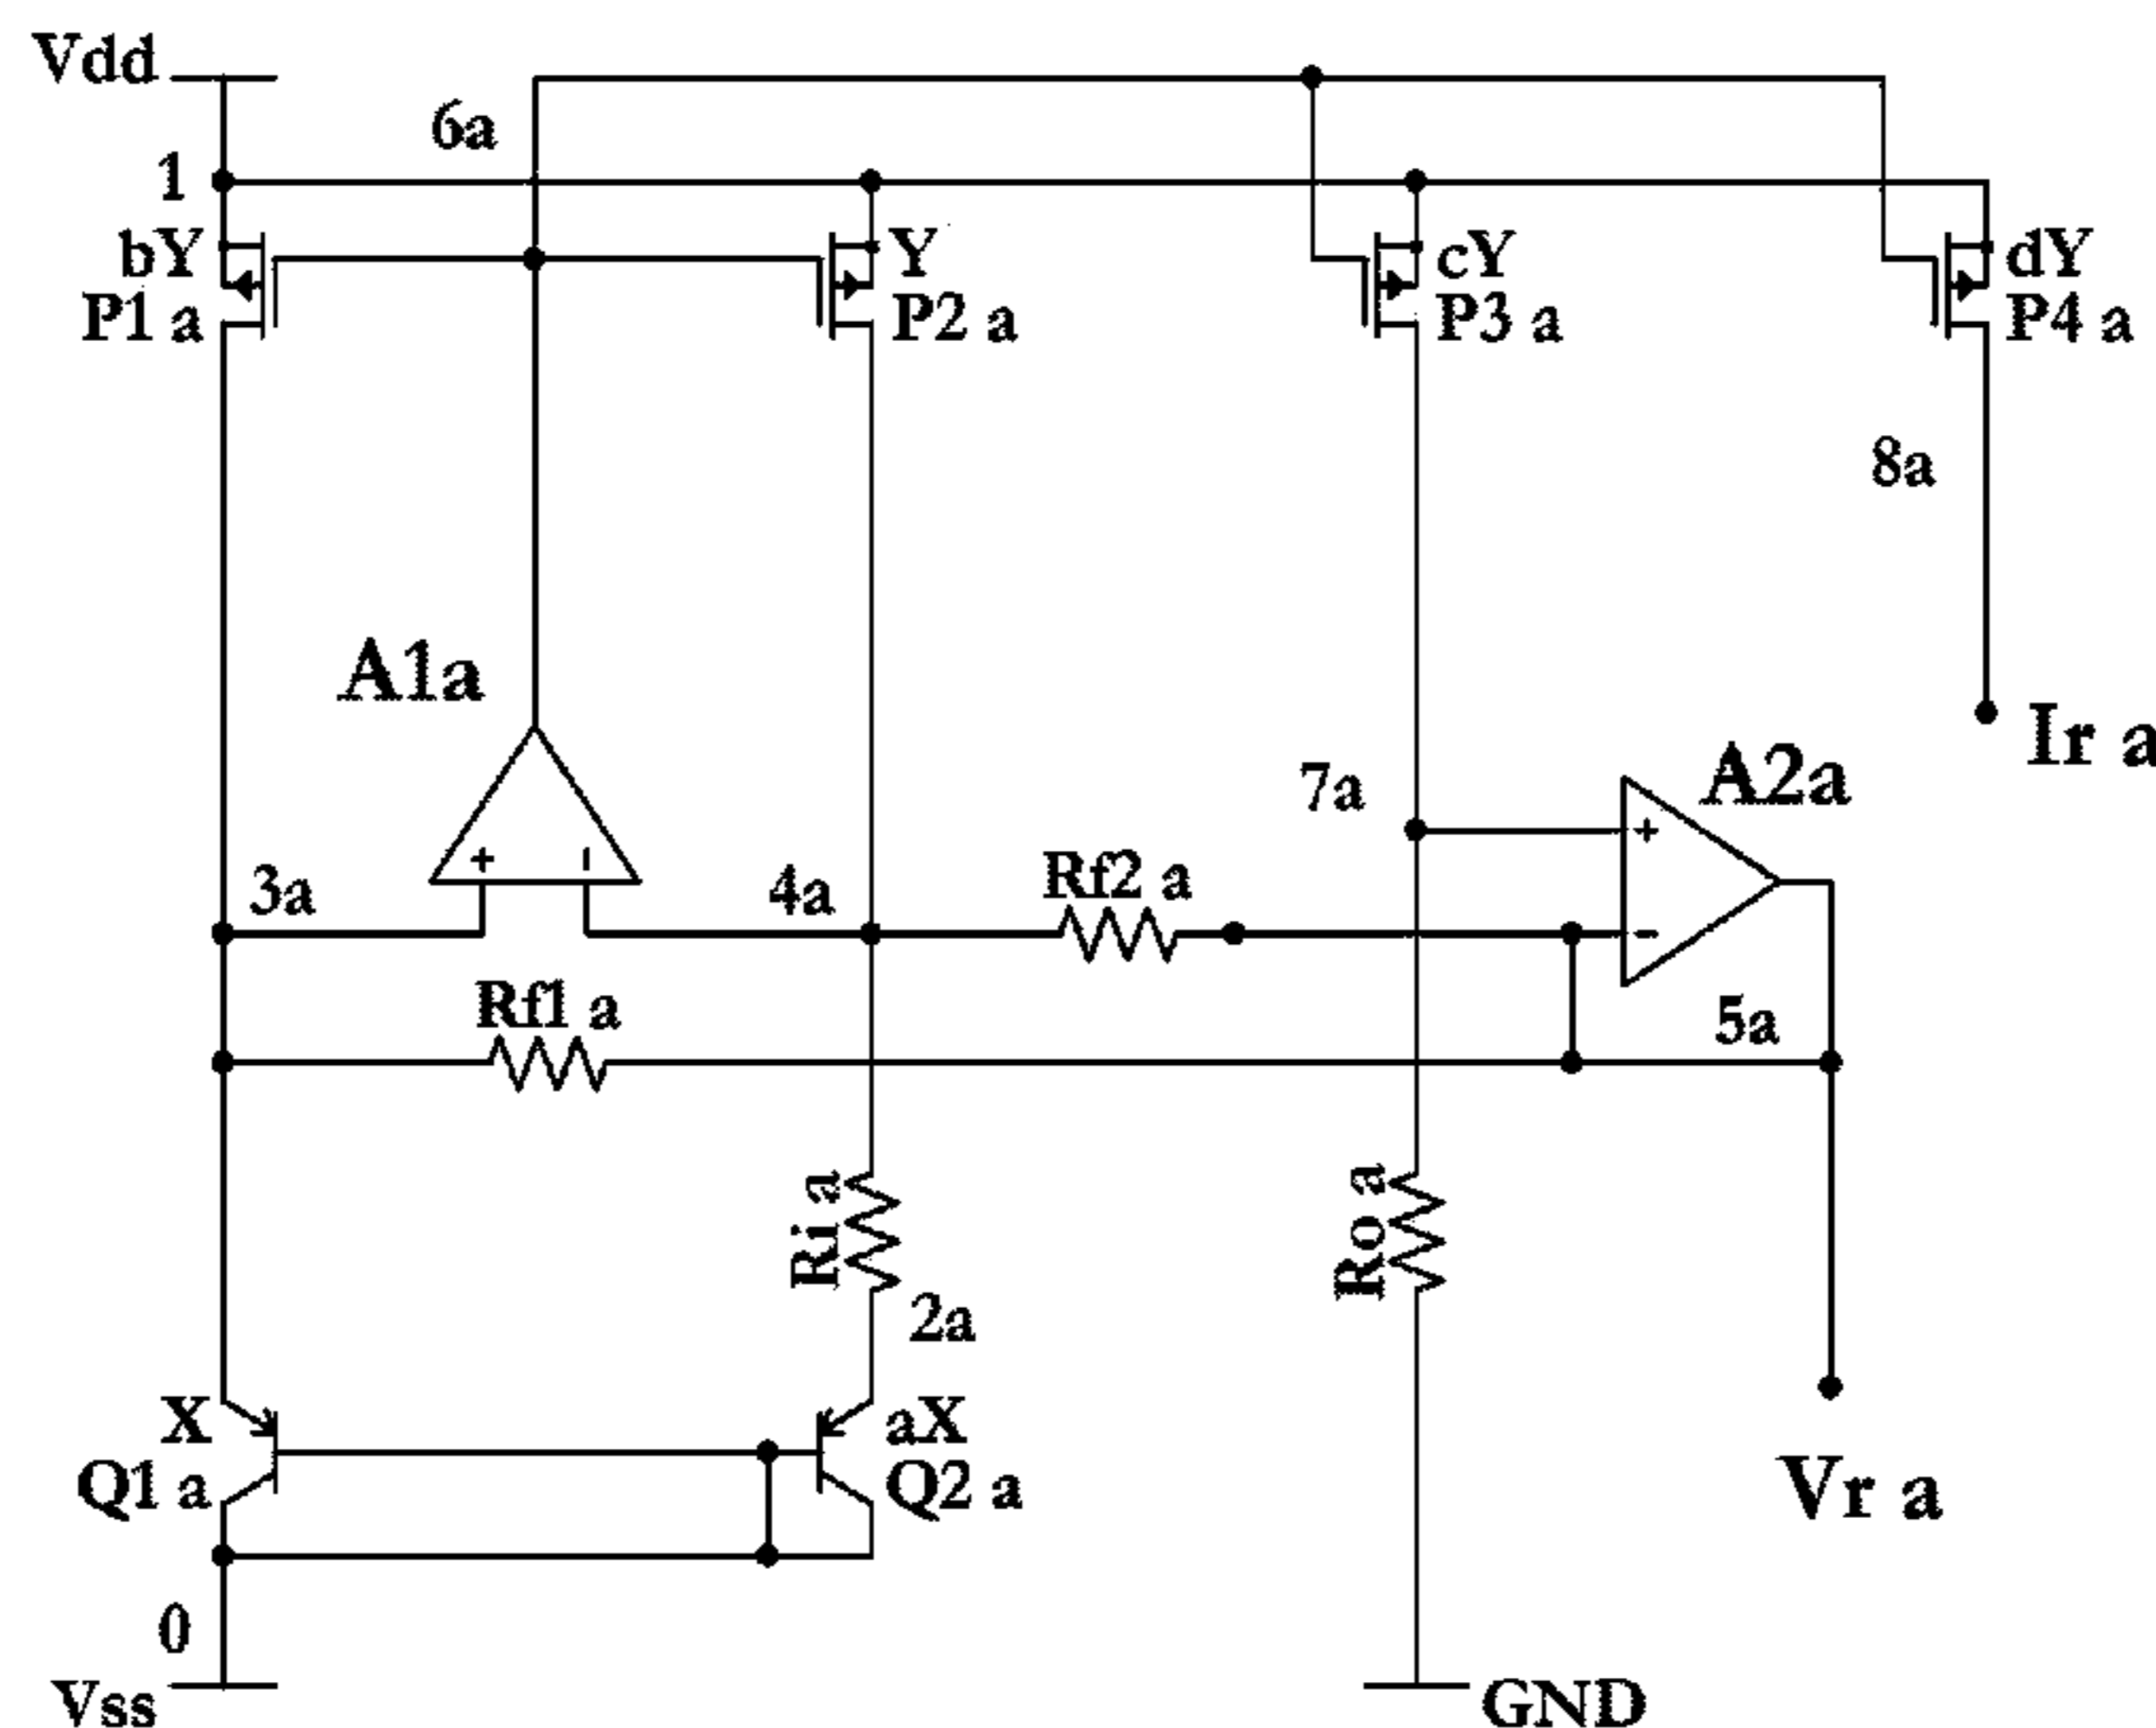 Vdd
6a
1
bY
P1 a
Y
P2 a
cY
P3 a
dY
P4 a
8a
A1a
Ir a
7a
A2a
+
-
+
-
3a
4a
Rf2 a
Rf1 a
5a
Ri a
Ro a
2a
X
Q1 a
aX
Q2 a
Vr a
0
Vss
GND